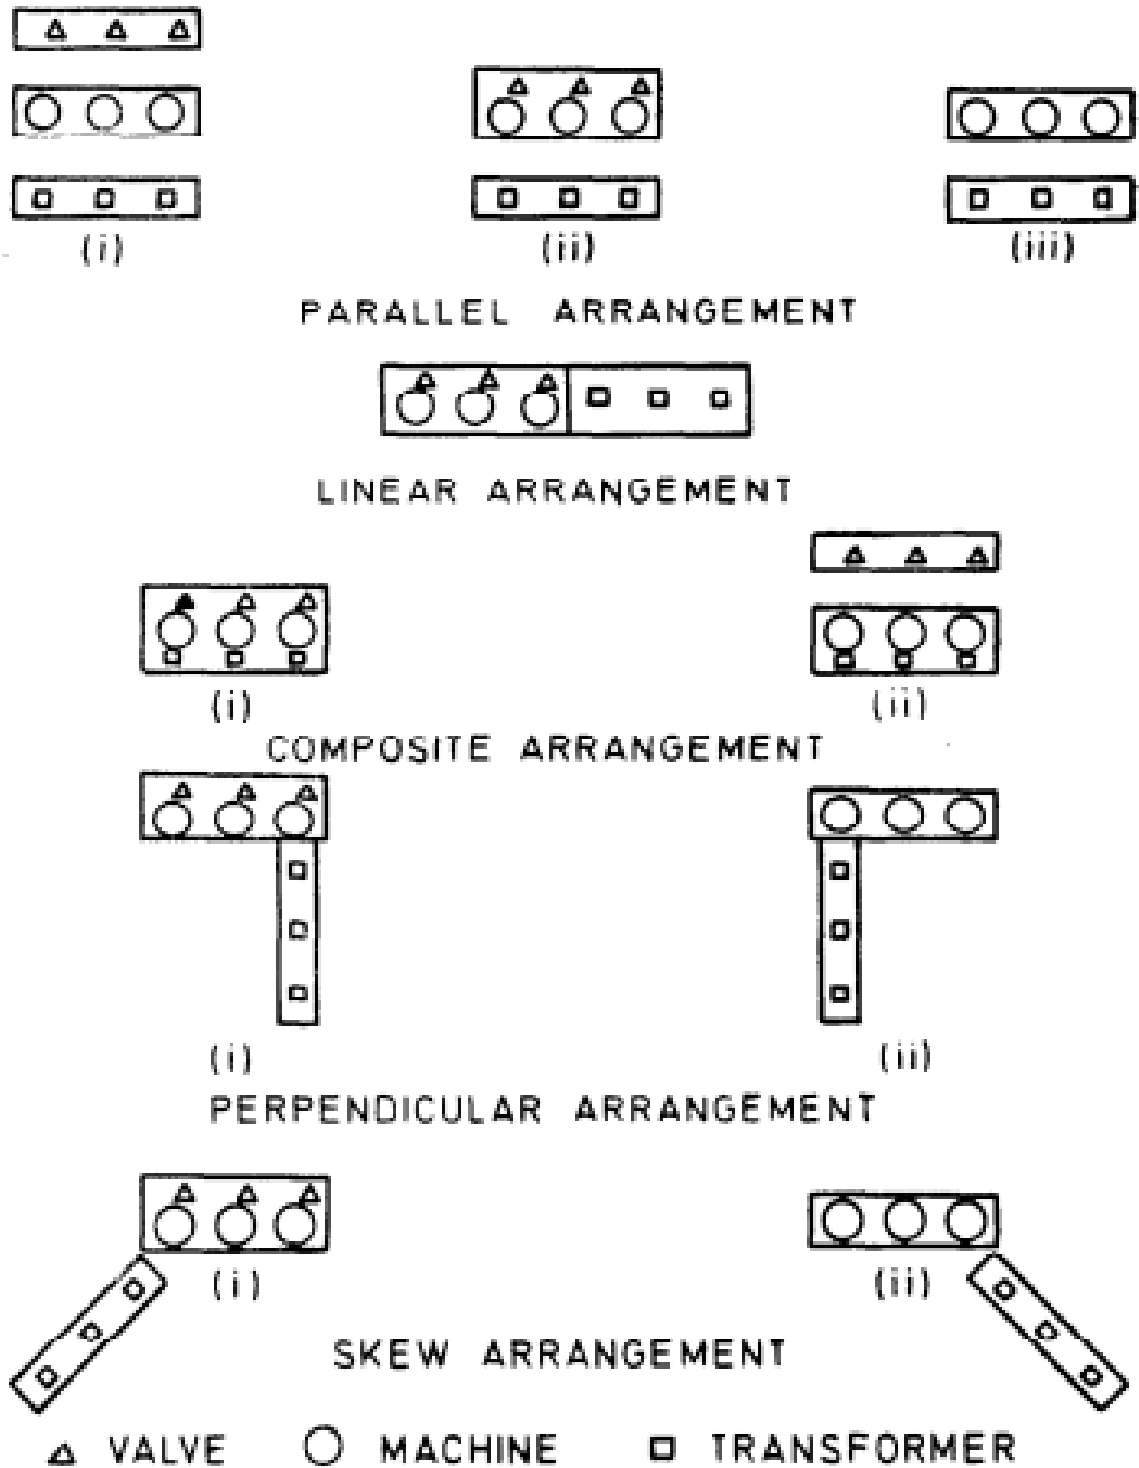 (i) (ii) (iii)
PARALLEL ARRANGEMENT
LINEAR ARRANGEMENT
(i) (ii)
COMPOSITE ARRANGEMENT
(i) (ii)
PERPENDICULAR ARRANGEMENT
(i) (ii)
SKEW ARRANGEMENT
VALVE MACHINE TRANSFORMER